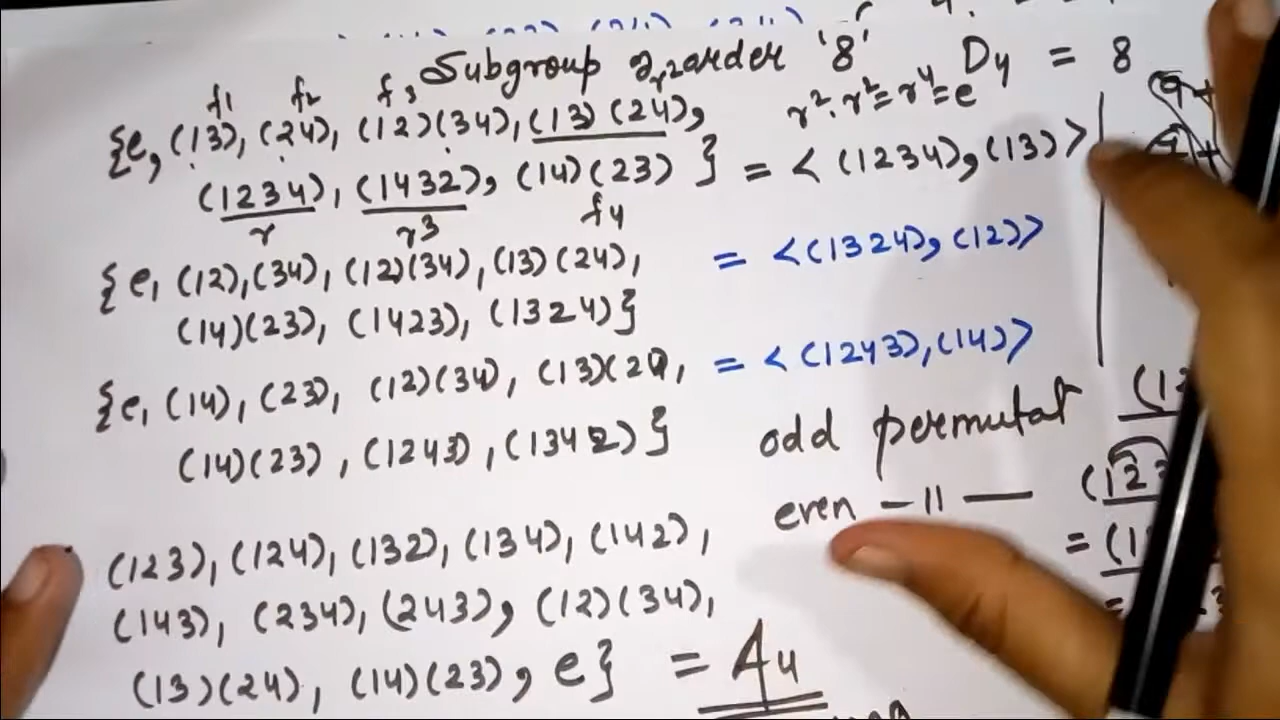 Subgroup of order '8' D4 = 8
f1 f2 f3 r² r²·r²=r⁴=e
{e, (13), (24), (12)(34), (13)(24),
(1234), (1432), (14)(23) } = < (1234), (13) >
r r3 f4
{e, (12), (34), (12)(34), (13)(24), = <(1324), (12)>
(14)(23), (1423), (1324)}
{e, (14), (23), (12)(34), (13)(24, = <(1243), (14)>
(14)(23), (1243), (1342)}
odd permutat (12
even —11—
(123), (124), (132), (134), (142),
(143), (234), (243), (12)(34),
(13)(24), (14)(23), e} = A4